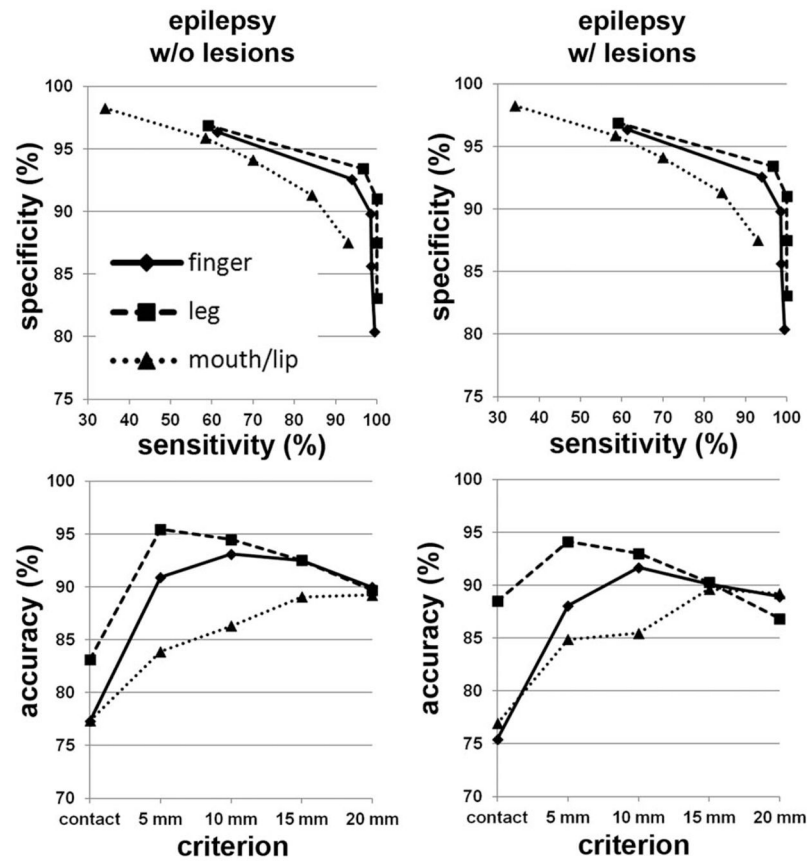 epilepsy
w/o lesions
epilepsy
w/ lesions
specificity (%)
100
95
90
85
80
75
finger
leg
mouth/lip
30 40 50 60 70 80 90 100
sensitivity (%)
specificity (%)
100
95
90
85
80
75
30 40 50 60 70 80 90 100
sensitivity (%)
accuracy (%)
100
95
90
85
80
75
70
contact 5 mm 10 mm 15 mm 20 mm
criterion
accuracy (%)
100
95
90
85
80
75
70
contact 5 mm 10 mm 15 mm 20 mm
criterion